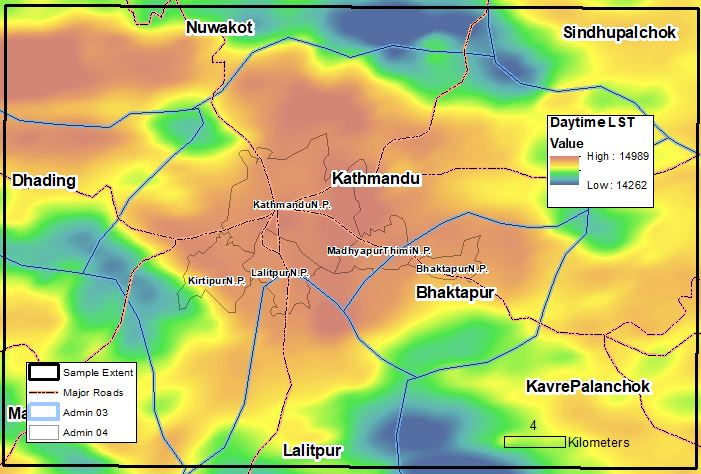 Nuwakot
Sindhupalchok
Daytime LST
Value
High : 14989
Low : 14262
Dhading
Kathmandu
KathmanduN.P.
MadhyapurThimiN.P.
BhaktapurN.P.
LalitpurN.P.
KirtipurN.P.
Bhaktapur
Sample Extent
Major Roads
Admin 03
Admin 04
Ma
KavrePalanchok
4
Kilometers
Lalitpur